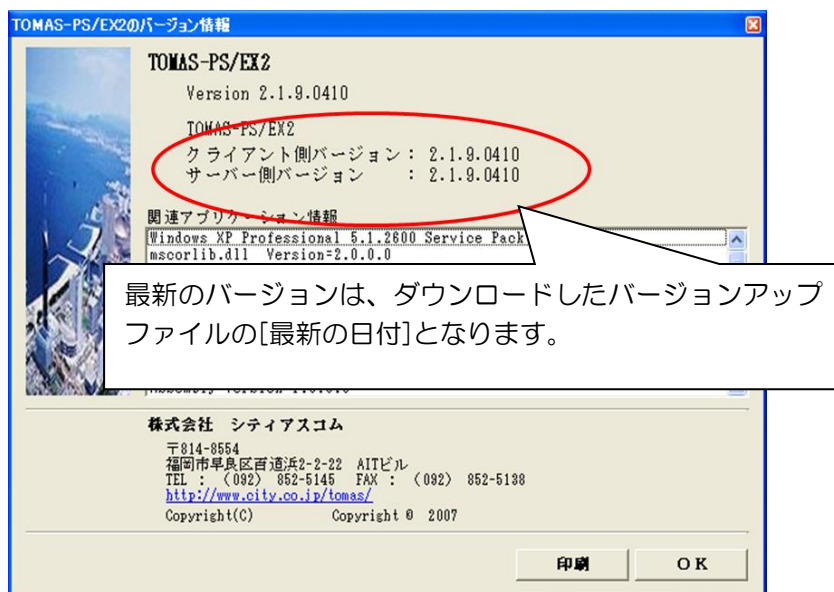 TOMAS-PS/EX2のバージョン情報
TOMAS-PS/EX2
Version 2.1.9.0410
TOMAS-PS/EX2
クライアント側バージョン： 2.1.9.0410
サーバー側バージョン　　： 2.1.9.0410
関連アプリケーション情報
Windows XP Professional 5.1.2600 Service Pack
mscorlib.dll Version=2.0.0.0
最新のバージョンは、ダウンロードしたバージョンアップ
ファイルの[最新の日付]となります。
株式会社 シティアスコム
〒814-8554
福岡市早良区百道浜2-2-22 AITビル
TEL : (092) 852-5145 FAX : (092) 852-5138
http://www.city.co.jp/tomas/
Copyright(C) Copyright © 2007
印刷 OK